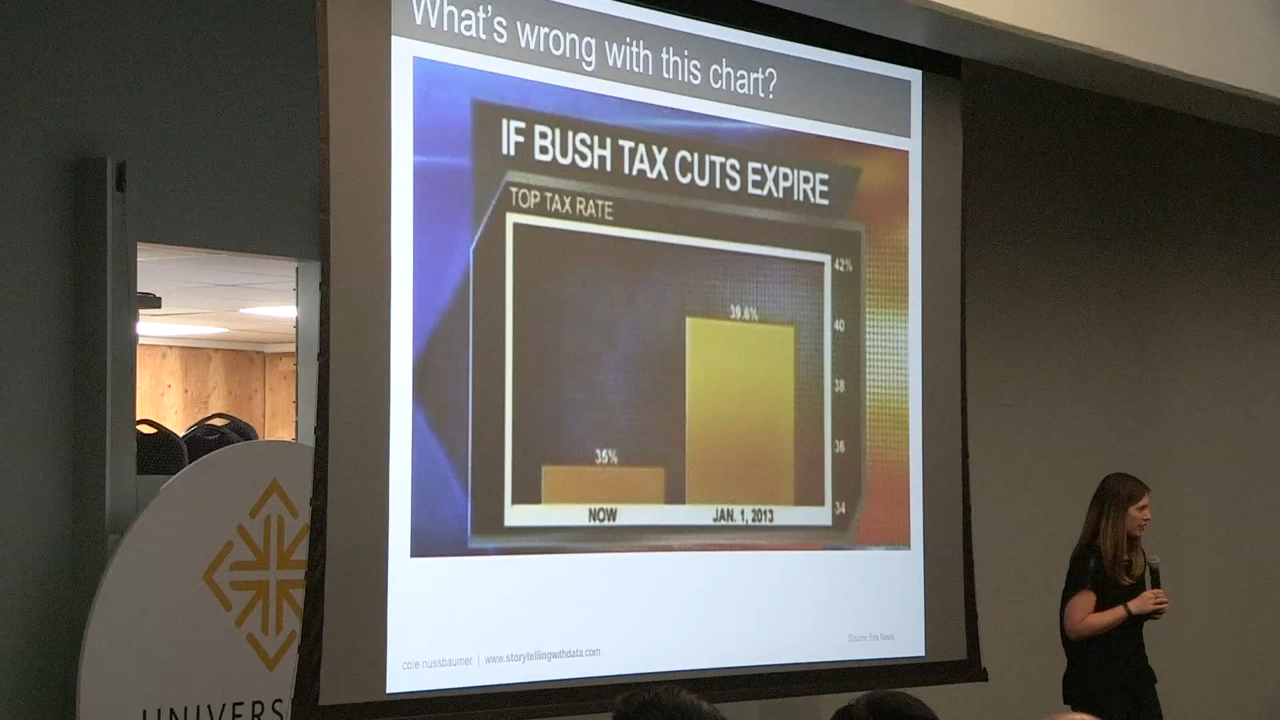 What's wrong with this chart?
IF BUSH TAX CUTS EXPIRE
TOP TAX RATE
42%
39.6%
40
38
36
35%
34
NOW
JAN. 1, 2013
Source: Fox News
cole nussbaumer | www.storytellingwithdata.com
UNIVERS